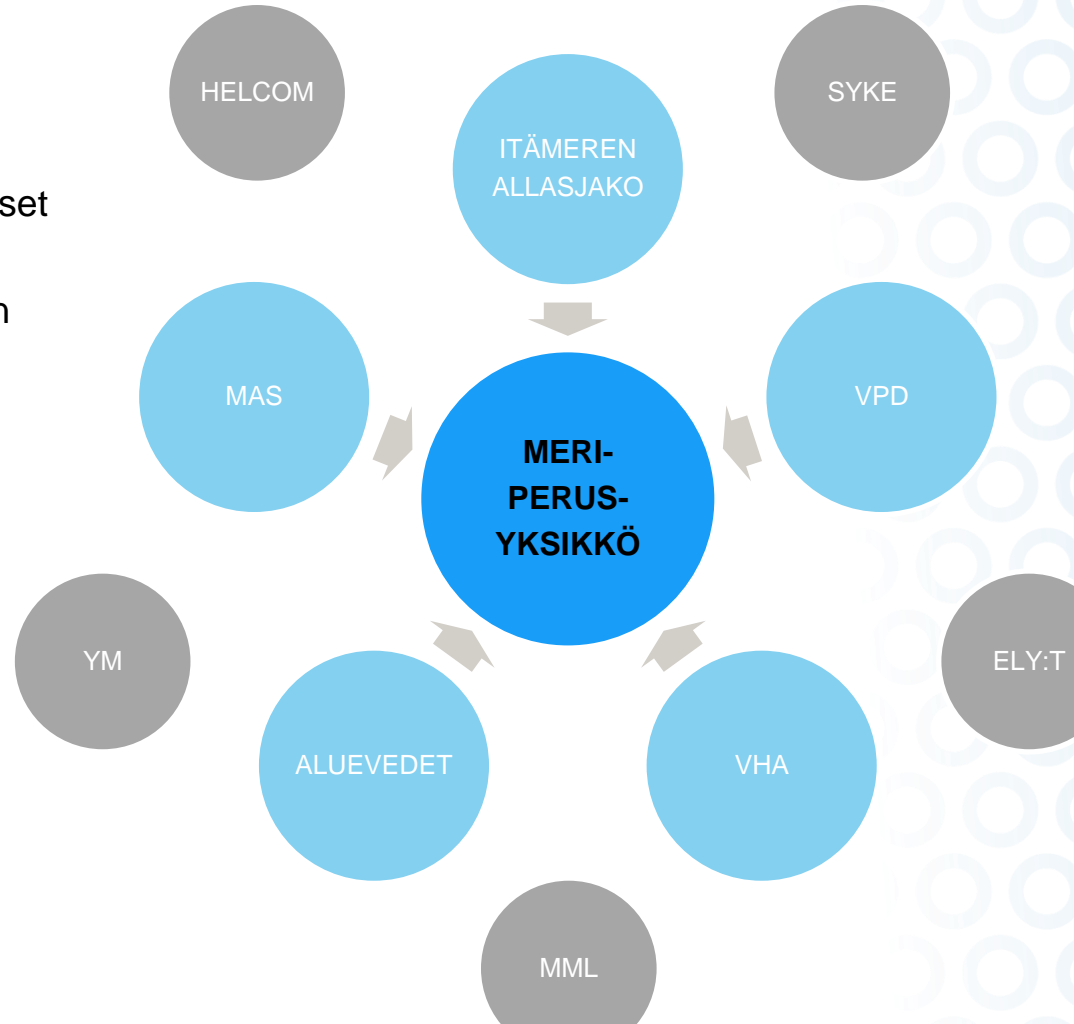 HELCOM
SYKE
ITÄMEREN
ALLASJAKO
set
n
MAS
VPD
MERI-
PERUS-
YKSIKKÖ
YM
ELY:T
ALUEVEDET
VHA
MML